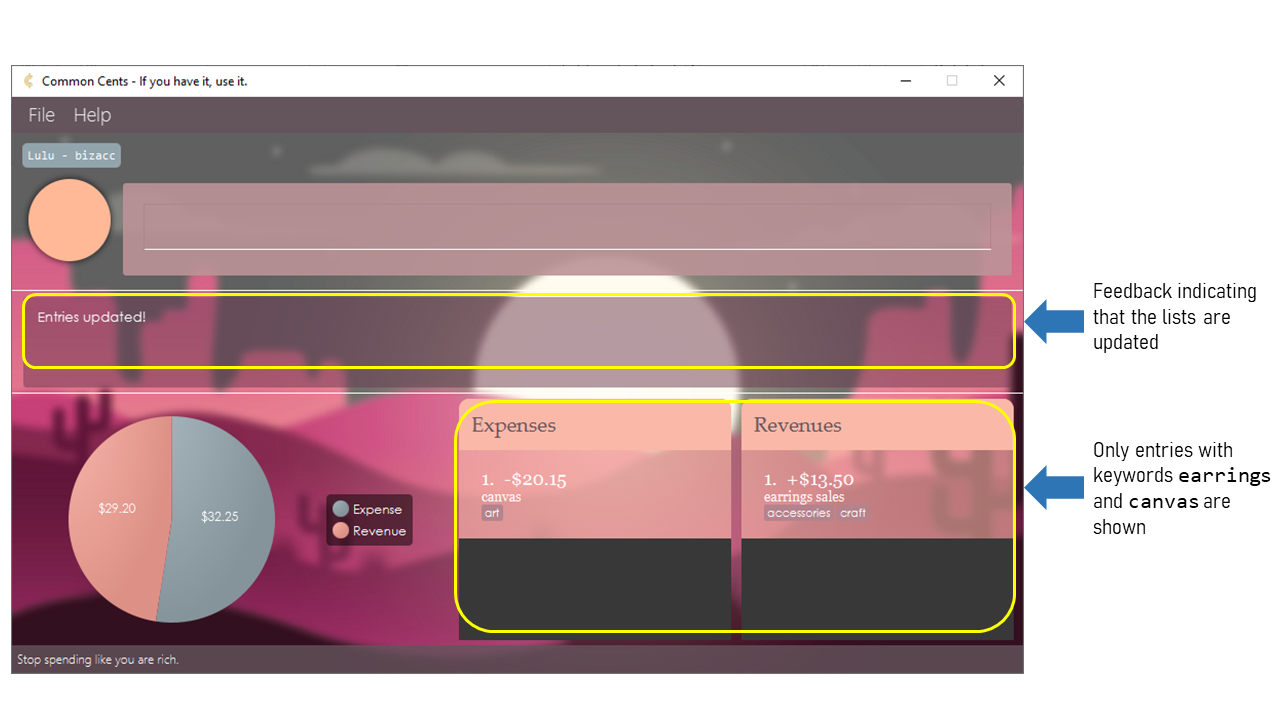 Common Cents - If you have it, use it.
File Help
Lulu - bizacc
Entries updated!
Feedback indicating
that the lists are
updated
$29.20
$32.25
Expense
Revenue
Expenses
1. -$20.15
canvas
art
Revenues
1. +$13.50
earrings sales
accessories craft
Only entries with
keywords earrings
and canvas are
shown
Stop spending like you are rich.